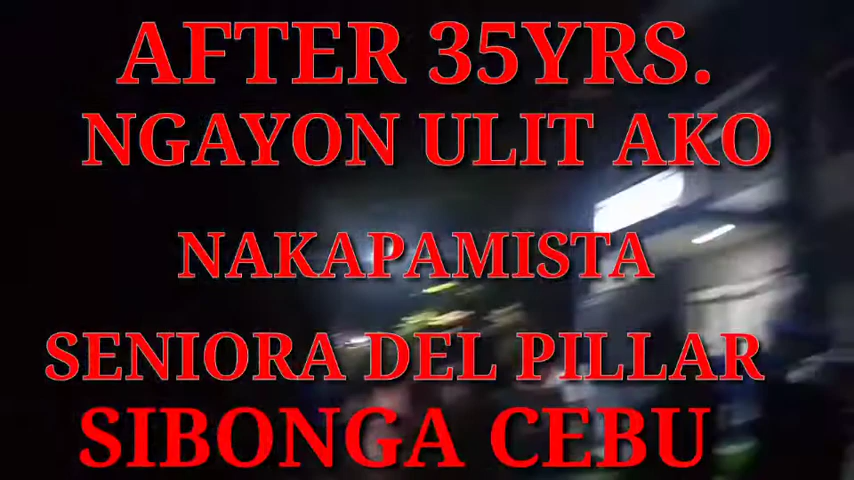 AFTER 35YRS.
NGAYON ULIT AKO
NAKAPAMISTA
SENIORA DEL PILLAR
SIBONGA CEBU